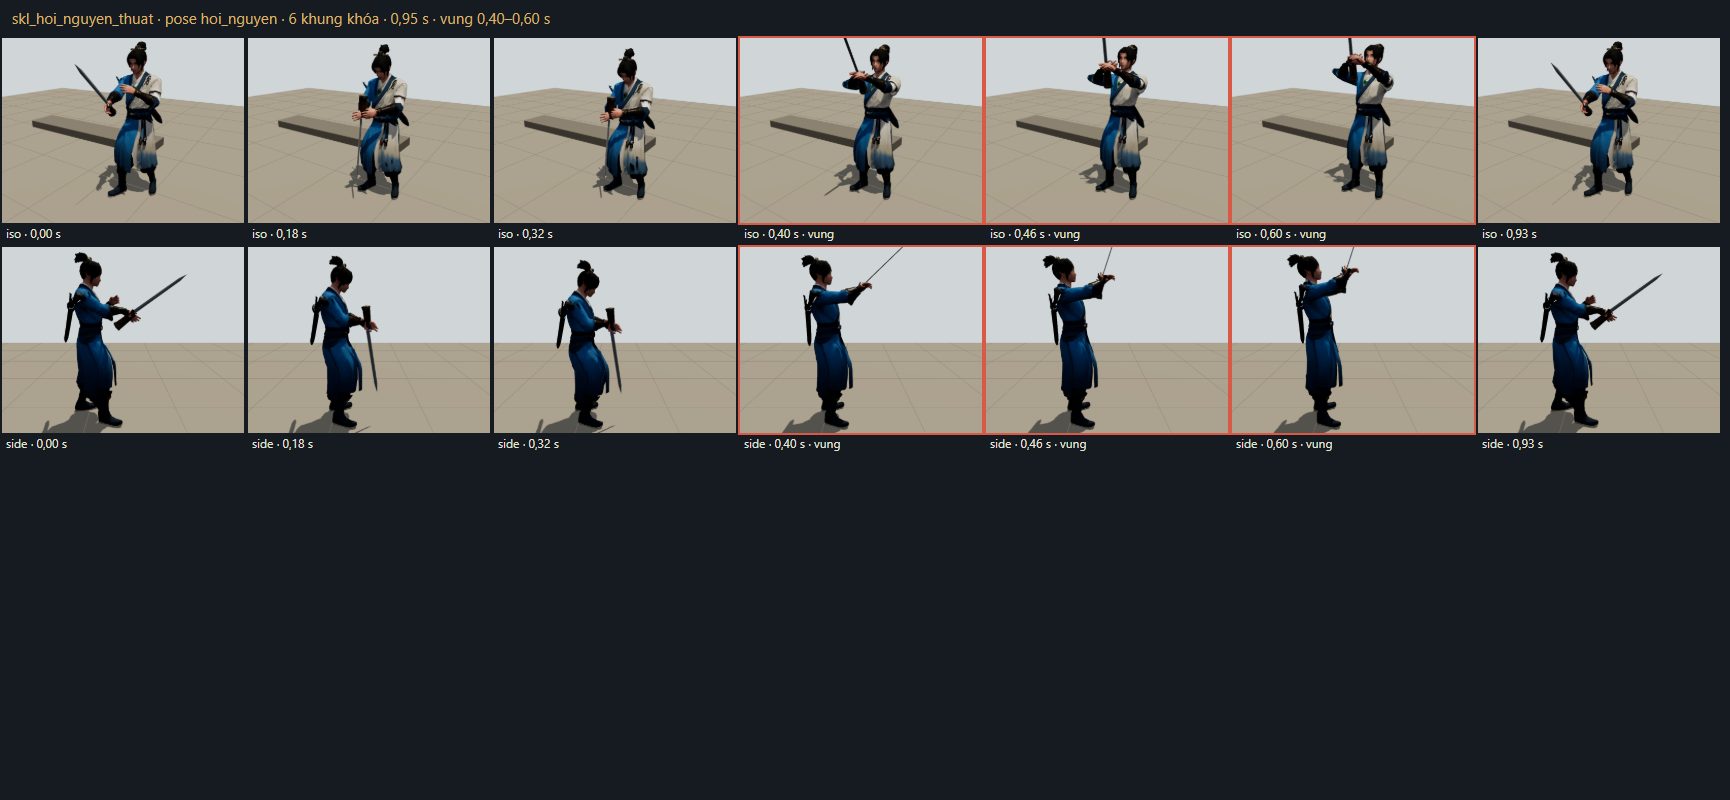 skl_hoi_nguyen_thuat · pose hoi_nguyen · 6 khung khóa · 0,95 s · vung 0,40–0,60 s
iso · 0,00 s
iso · 0,18 s
iso · 0,32 s
iso · 0,40 s · vung
iso · 0,46 s · vung
iso · 0,60 s · vung
iso · 0,93 s
side · 0,00 s
side · 0,18 s
side · 0,32 s
side · 0,40 s · vung
side · 0,46 s · vung
side · 0,60 s · vung
side · 0,93 s